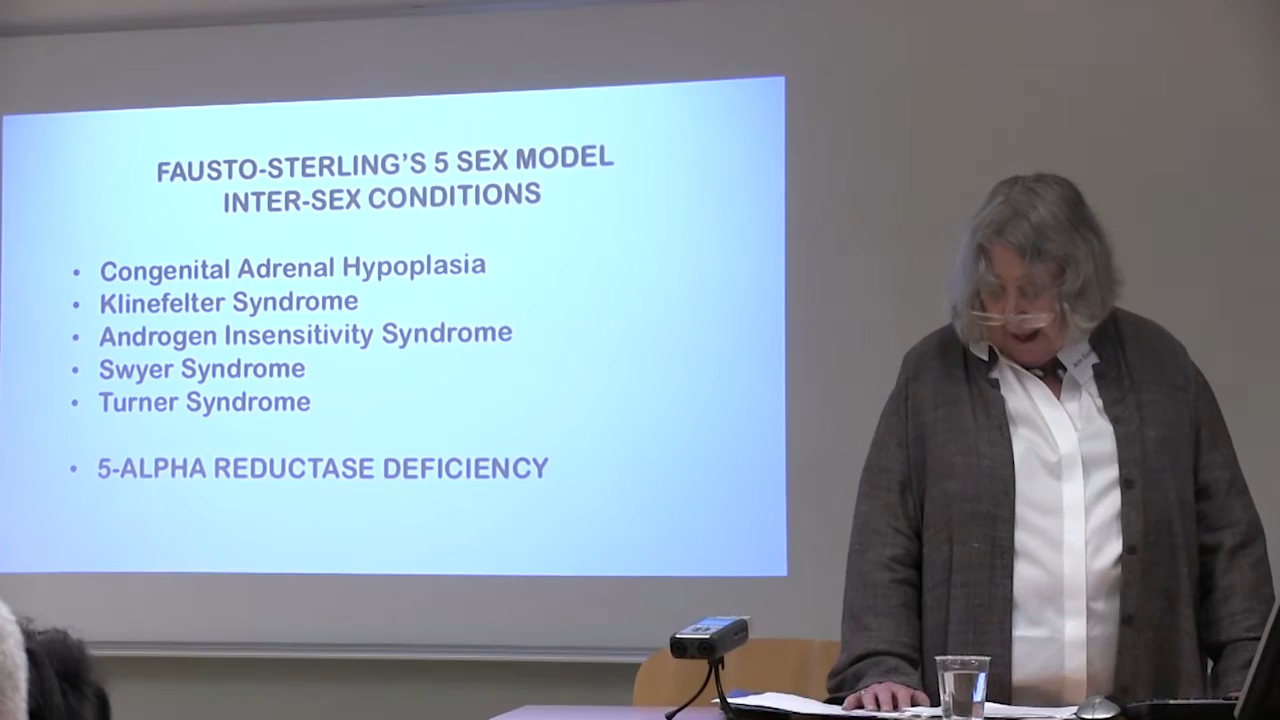 FAUSTO-STERLING'S 5 SEX MODEL
INTER-SEX CONDITIONS
• Congenital Adrenal Hypoplasia
• Klinefelter Syndrome
• Androgen Insensitivity Syndrome
• Swyer Syndrome
• Turner Syndrome
• 5-ALPHA REDUCTASE DEFICIENCY